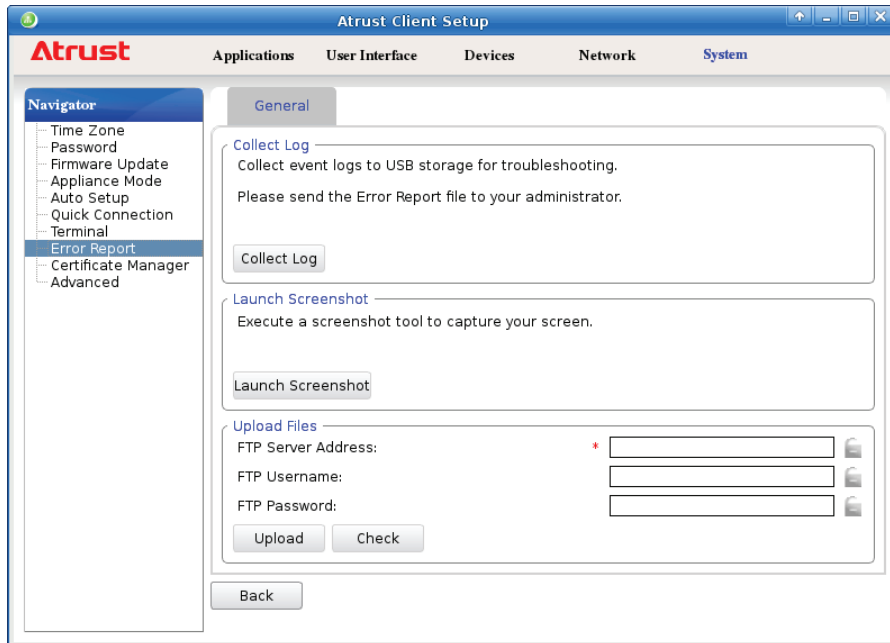 Atrust Client Setup
Atrust
Applications User Interface Devices Network System
Navigator
Time Zone
Password
Firmware Update
Appliance Mode
Auto Setup
Quick Connection
Terminal
Error Report
Certificate Manager
Advanced
General
Collect Log
Collect event logs to USB storage for troubleshooting.
Please send the Error Report file to your administrator.
Collect Log
Launch Screenshot
Execute a screenshot tool to capture your screen.
Launch Screenshot
Upload Files
FTP Server Address: *
FTP Username:
FTP Password:
Upload Check
Back